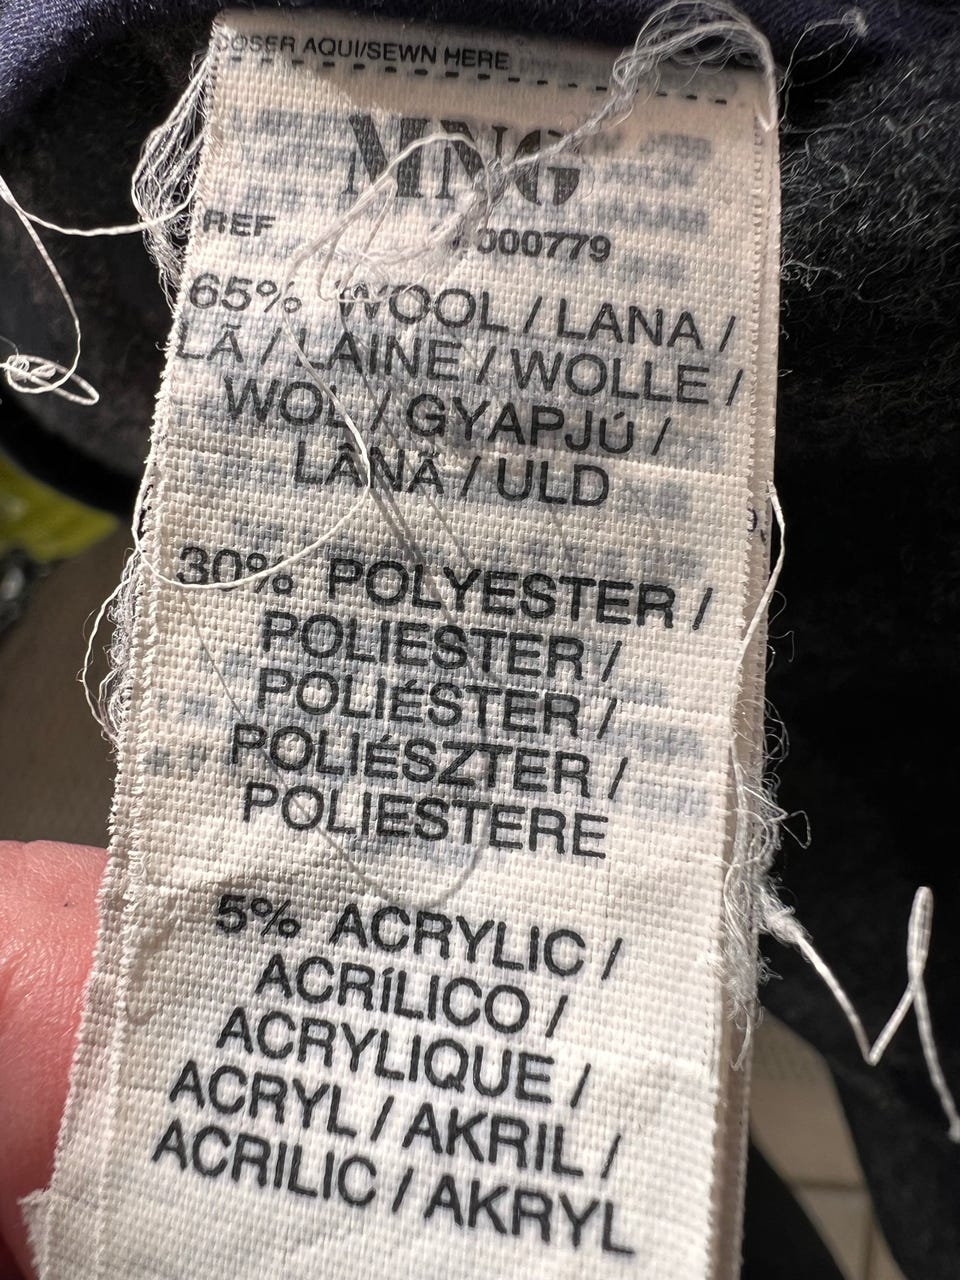 COSER AQUI/SEWN HERE
MNG
REF 000779
65% WOOL / LANA /
LÃ / LAINE / WOLLE /
WOL / GYAPJÚ /
LÂNÃ / ULD
30% POLYESTER /
POLIESTER /
POLIÉSTER /
POLIÉSZTER /
POLIESTERE
5% ACRYLIC /
ACRÍLICO /
ACRYLIQUE /
ACRYL / AKRIL /
ACRILIC / AKRYL